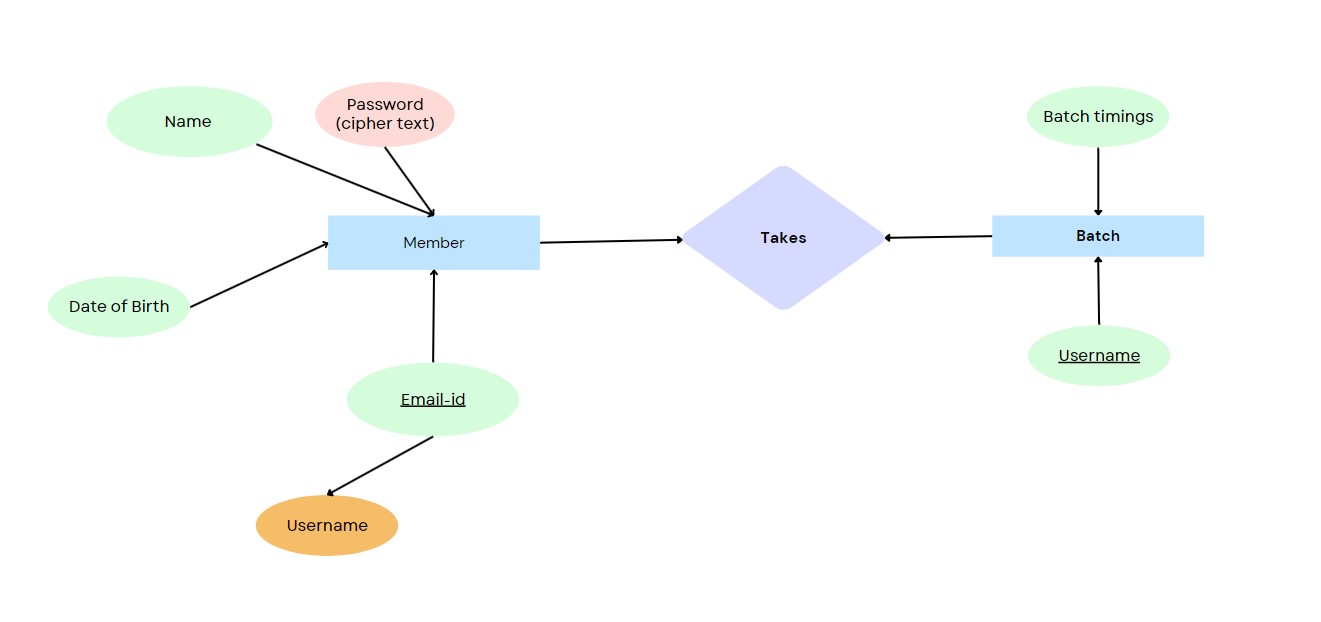 Name
Password
(cipher text)
Batch timings
Member
Takes
Batch
Date of Birth
Username
Email-id
Username